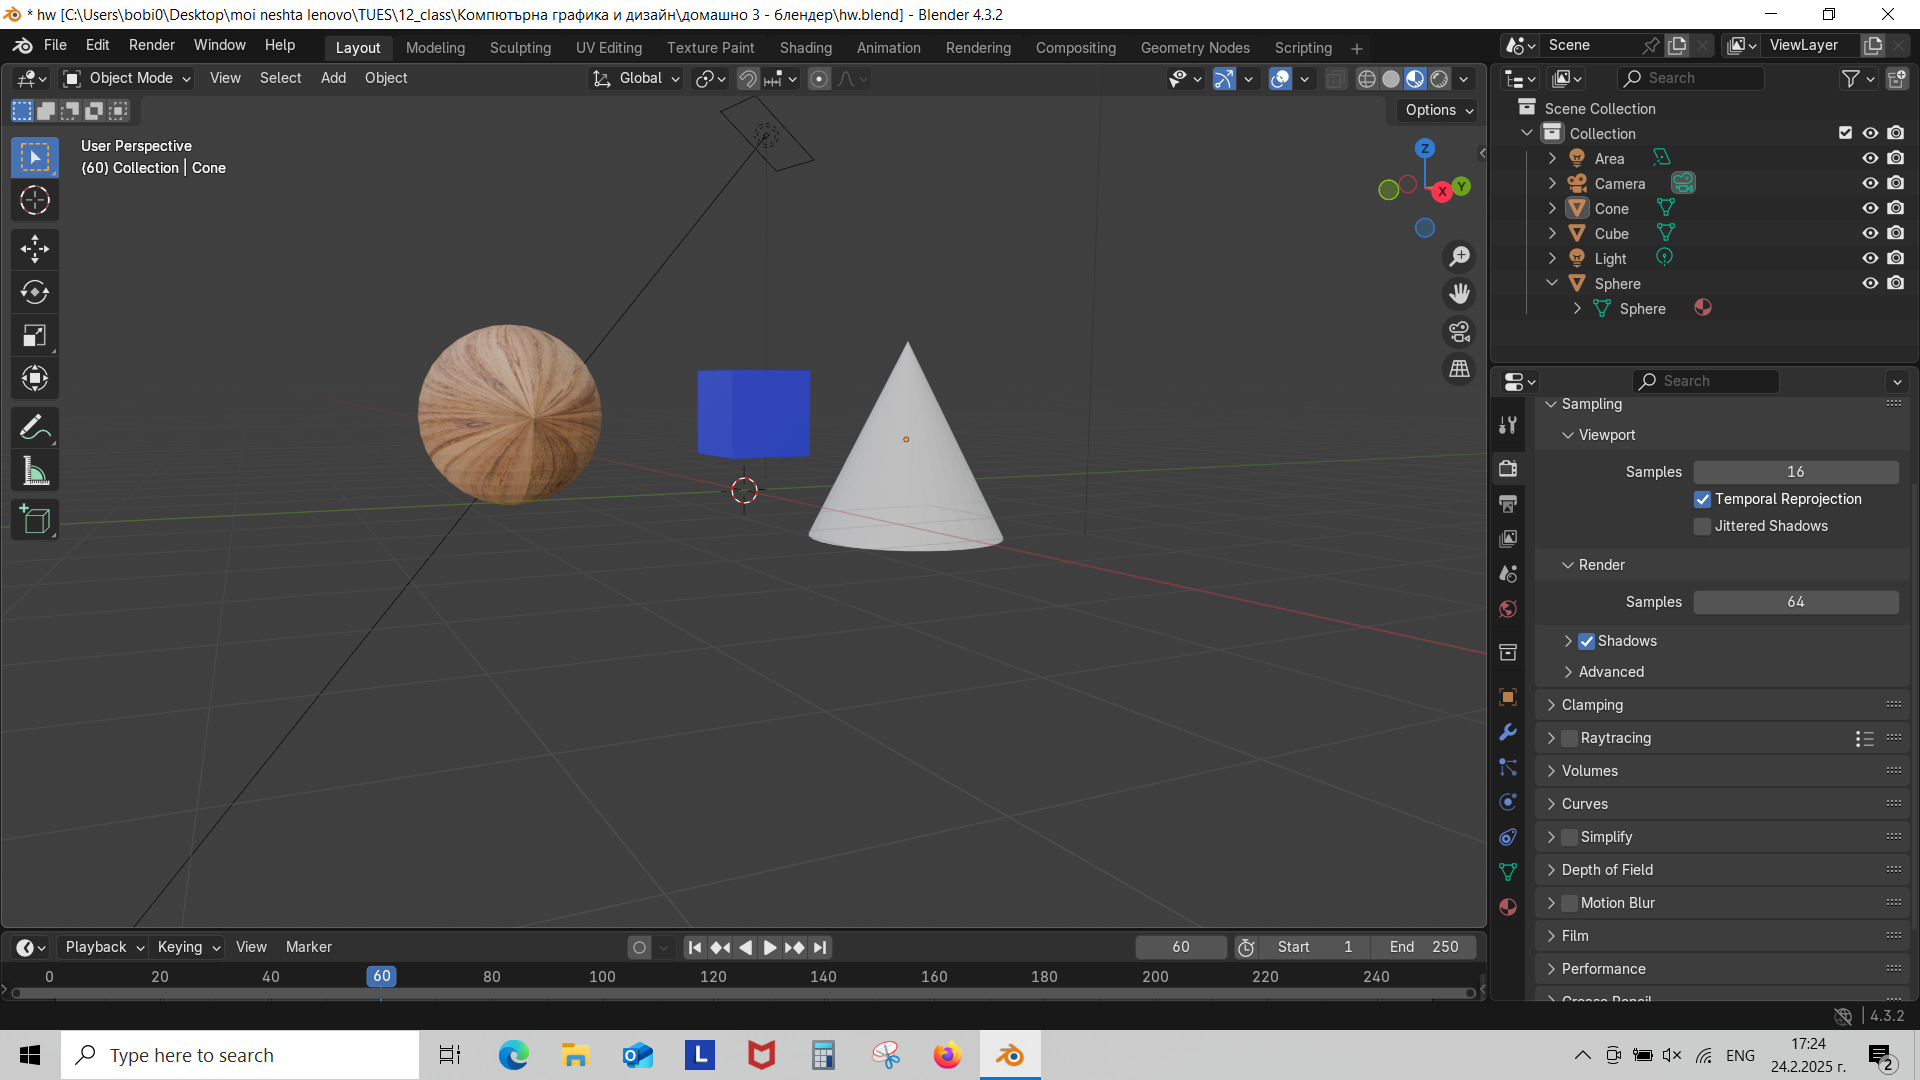 * hw [C:\Users\bobi0\Desktop\moi neshta lenovo\TUES\12_class\Компютърна графика и дизайн\домашно 3 - блендер\hw.blend] - Blender 4.3.2
File Edit Render Window Help
Layout Modeling Sculpting UV Editing Texture Paint Shading Animation Rendering Compositing Geometry Nodes Scripting +
Scene
ViewLayer
Object Mode View Select Add Object
Global
Options
User Perspective
(60) Collection | Cone
Z
X
Y
Search
Scene Collection
Collection
Area
Camera
Cone
Cube
Light
Sphere
Sphere
Search
Sampling
Viewport
Samples 16
Temporal Reprojection
Jittered Shadows
Render
Samples 64
Shadows
Advanced
Clamping
Raytracing
Volumes
Curves
Simplify
Depth of Field
Motion Blur
Film
Performance
Grease Pencil
Playback Keying View Marker
60
Start 1
End 250
0 20 40 60 80 100 120 140 160 180 200 220 240
4.3.2
Type here to search
L
ENG
17:24
24.2.2025 г.
2